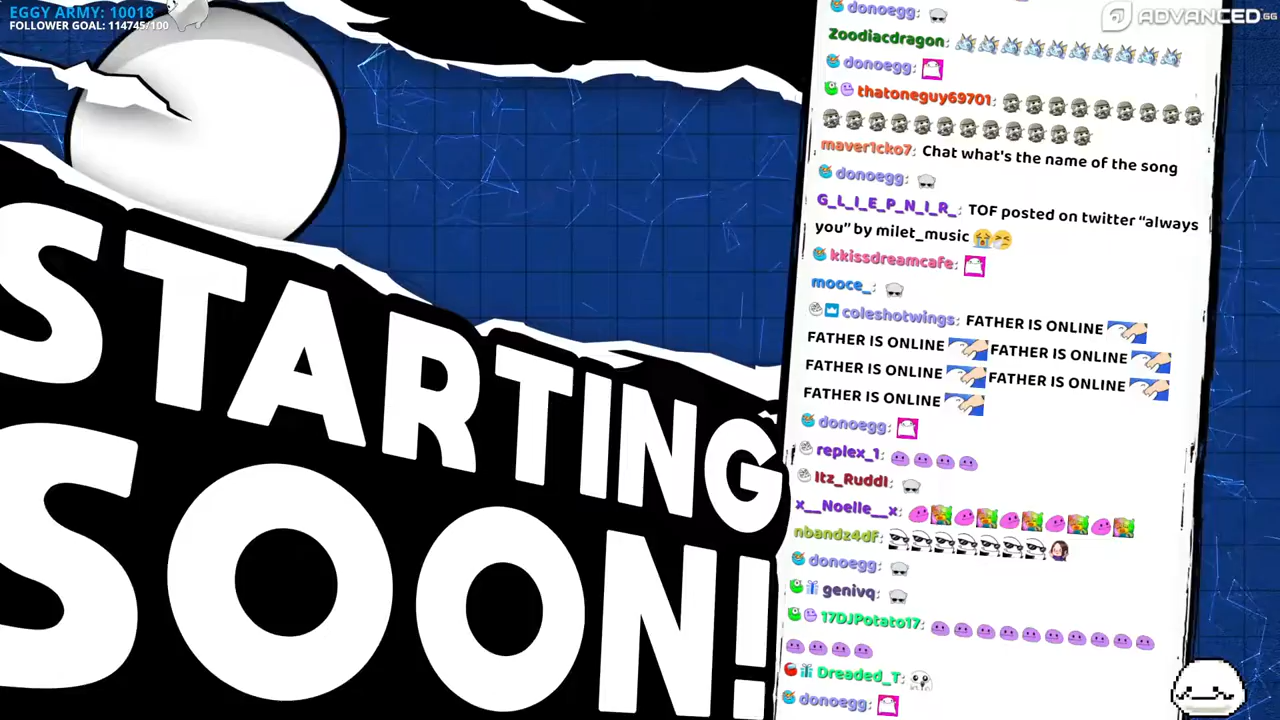 EGGY ARMY: 10018
FOLLOWER GOAL: 114745/100
ADVANCED.GG
STARTING
SOON!
donoegg:
Zoodiacdragon:
donoegg:
thatoneguy69701:
maver1cko7: Chat what's the name of the song
donoegg:
G_L_I_E_P_N_I_R_: TOF posted on twitter “always
you” by milet_music
kkissdreamcafe:
mooce_:
coleshotwings: FATHER IS ONLINE
FATHER IS ONLINE FATHER IS ONLINE
FATHER IS ONLINE FATHER IS ONLINE
FATHER IS ONLINE
donoegg:
replex_1:
Itz_Ruddl:
x__Noelle__x:
nbandz4df:
donoegg:
genivq:
17DJPotato17:
Dreaded_T:
donoegg: